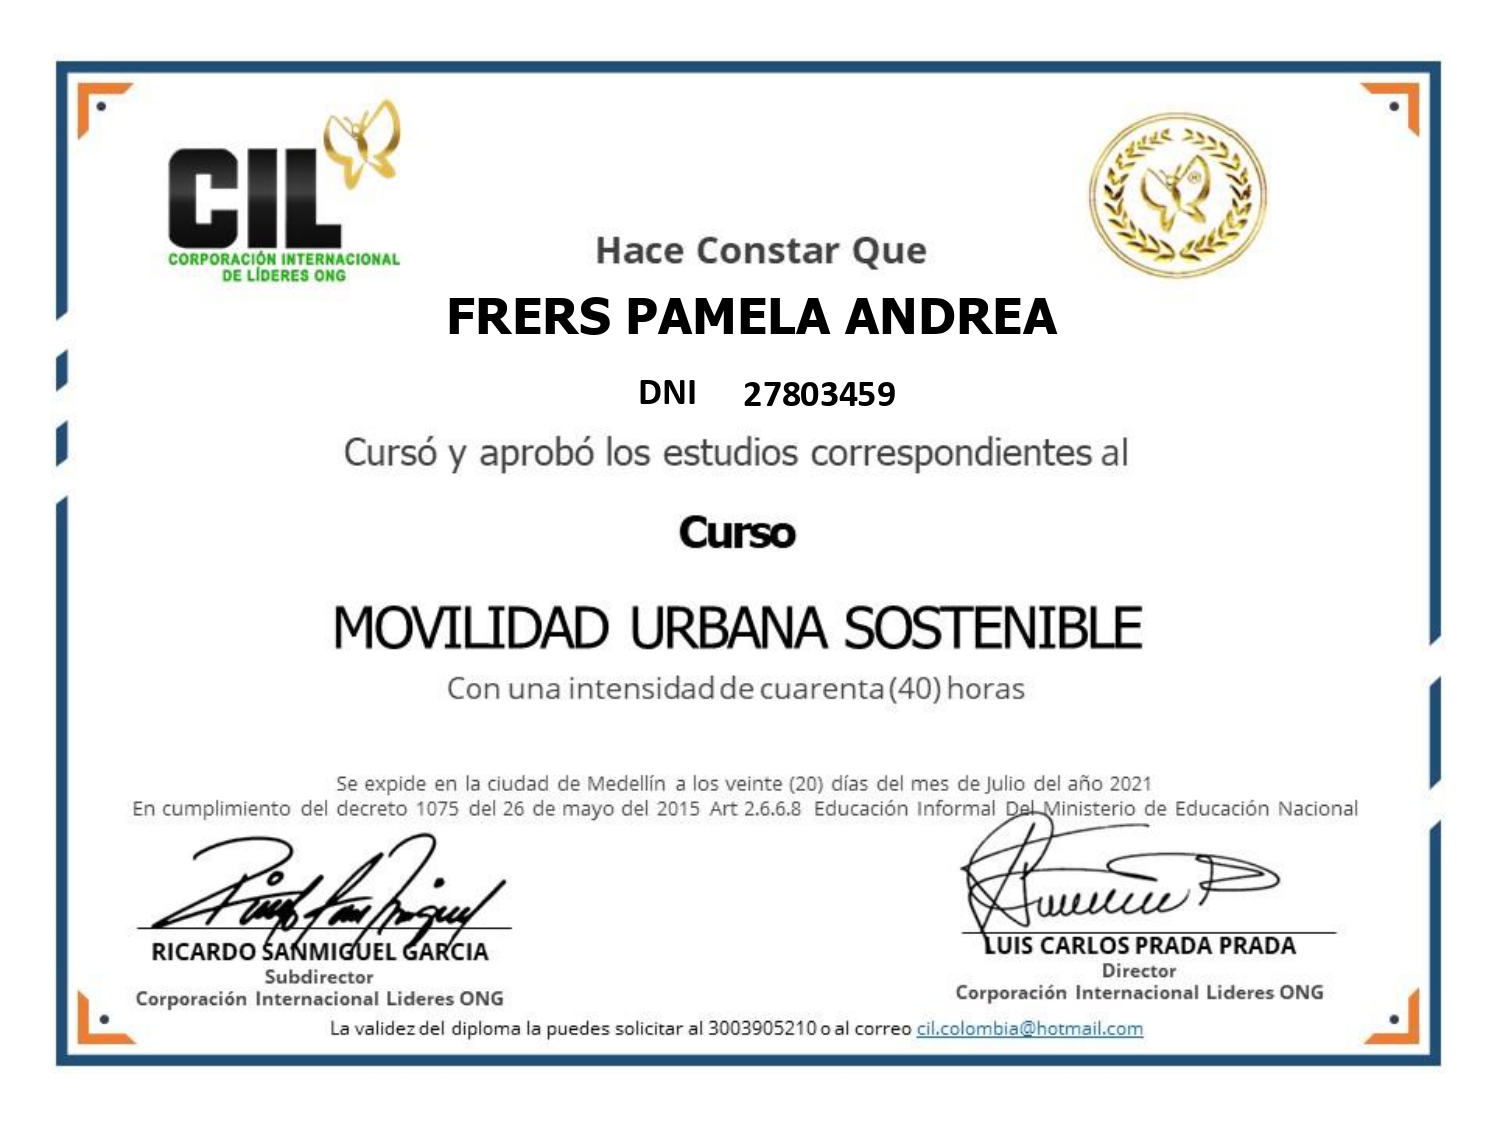 CIL
CORPORACIÓN INTERNACIONAL
DE LÍDERES ONG
®
Hace Constar Que
FRERS PAMELA ANDREA
DNI 27803459
Cursó y aprobó los estudios correspondientes al
Curso
MOVILIDAD URBANA SOSTENIBLE
Con una intensidad de cuarenta (40) horas
Se expide en la ciudad de Medellín a los veinte (20) días del mes de Julio del año 2021
En cumplimiento del decreto 1075 del 26 de mayo del 2015 Art 2.6.6.8 Educación Informal Del Ministerio de Educación Nacional
RICARDO SANMIGUEL GARCIA
Subdirector
Corporación Internacional Lideres ONG
LUIS CARLOS PRADA PRADA
Director
Corporación Internacional Lideres ONG
La validez del diploma la puedes solicitar al 3003905210 o al correo cil.colombia@hotmail.com